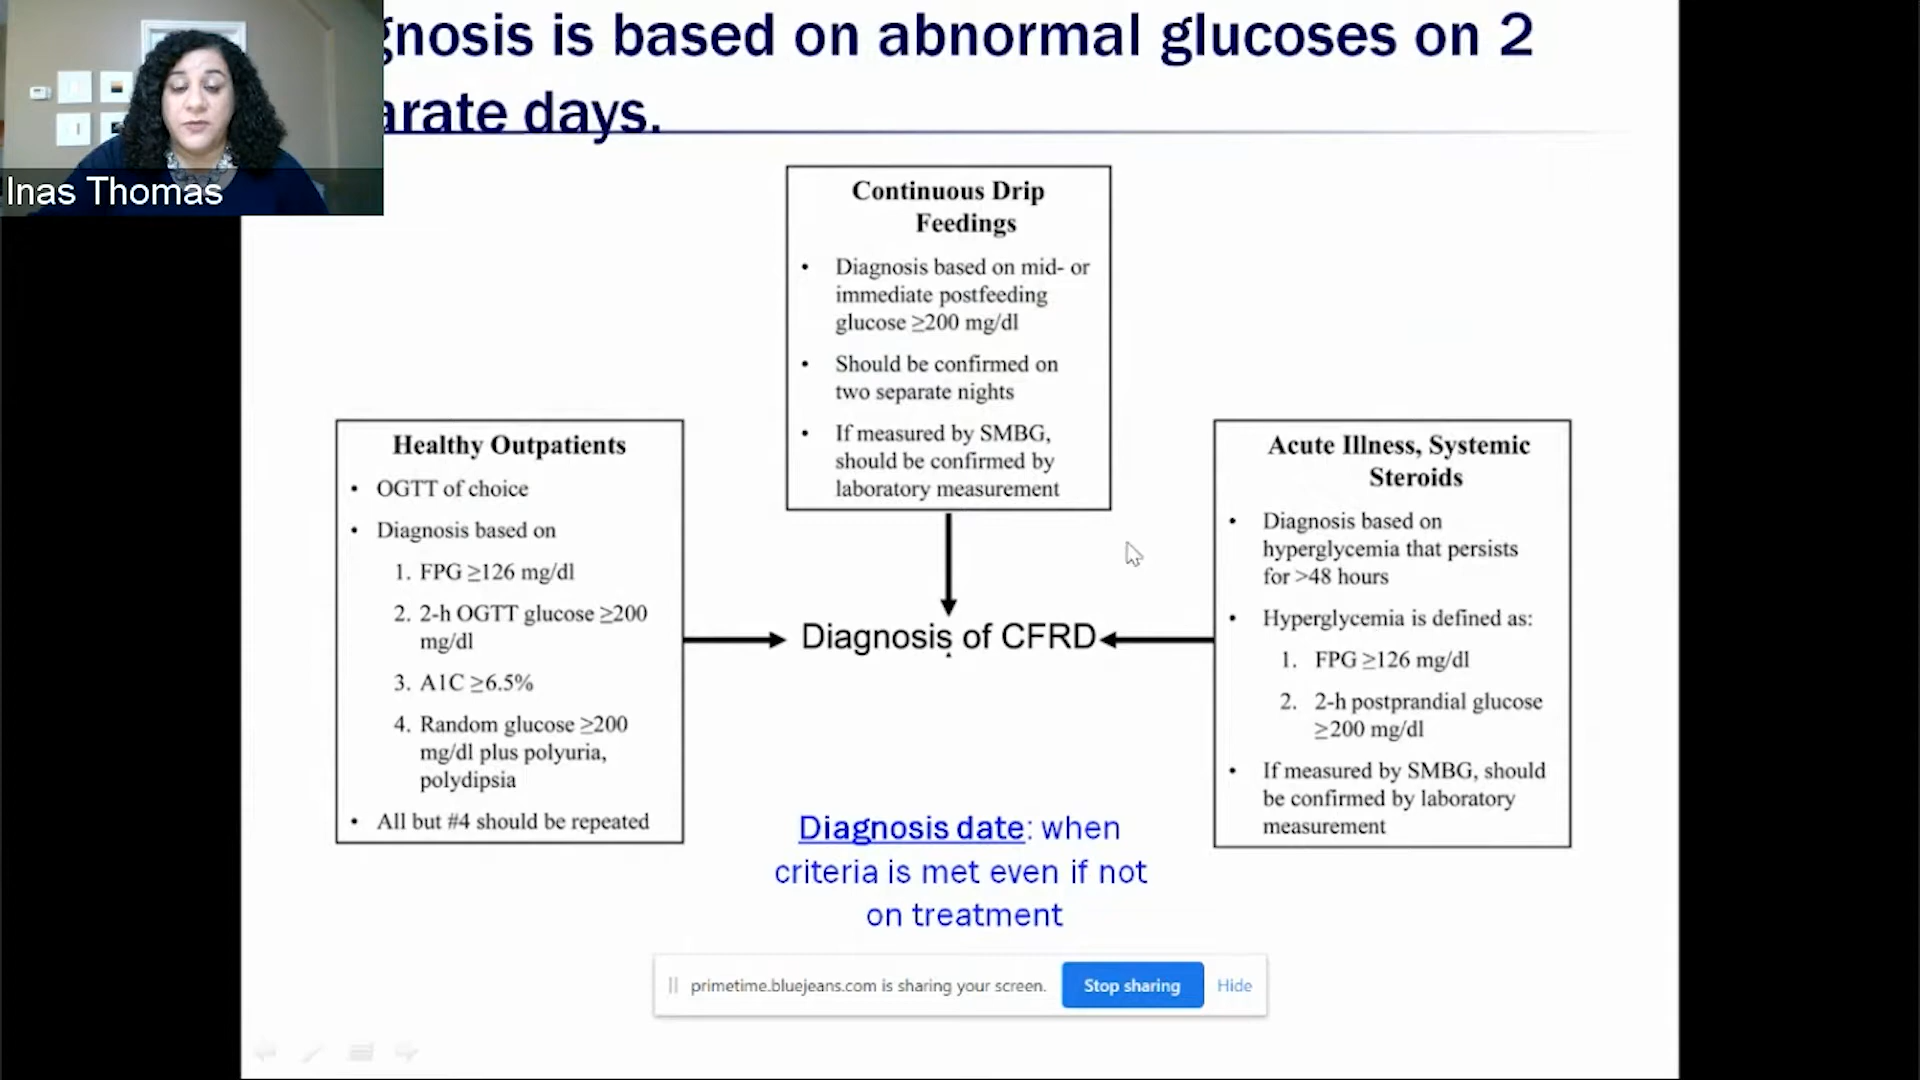 gnosis is based on abnormal glucoses on 2
arate days.
Inas Thomas
Continuous Drip
Feedings
• Diagnosis based on mid- or
immediate postfeeding
glucose ≥200 mg/dl
• Should be confirmed on
two separate nights
• If measured by SMBG,
should be confirmed by
laboratory measurement
Healthy Outpatients
• OGTT of choice
• Diagnosis based on
1. FPG ≥126 mg/dl
2. 2-h OGTT glucose ≥200
mg/dl
3. A1C ≥6.5%
4. Random glucose ≥200
mg/dl plus polyuria,
polydipsia
• All but #4 should be repeated
Diagnosis of CFRD
Acute Illness, Systemic
Steroids
• Diagnosis based on
hyperglycemia that persists
for >48 hours
• Hyperglycemia is defined as:
1. FPG ≥126 mg/dl
2. 2-h postprandial glucose
≥200 mg/dl
• If measured by SMBG, should
be confirmed by laboratory
measurement
Diagnosis date: when
criteria is met even if not
on treatment
primetime.bluejeans.com is sharing your screen.
Stop sharing
Hide